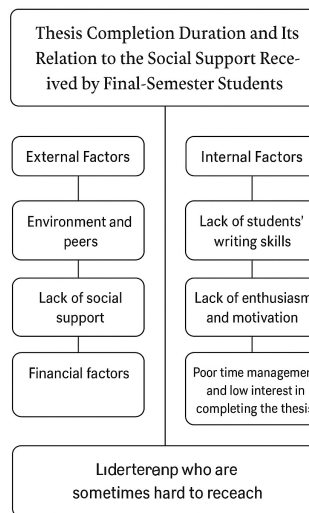 Thesis Completion Duration and Its
Relation to the Social Support Rece-
ived by Final-Semester Students
External Factors
Environment and
peers
Lack of social
support
Financial factors
Internal Factors
Lack of students'
writing skills
Lack of enthusiasm
and motivation
Poor time managemen
and low interest in
completing the thesis
who are
sometimes hard to receach